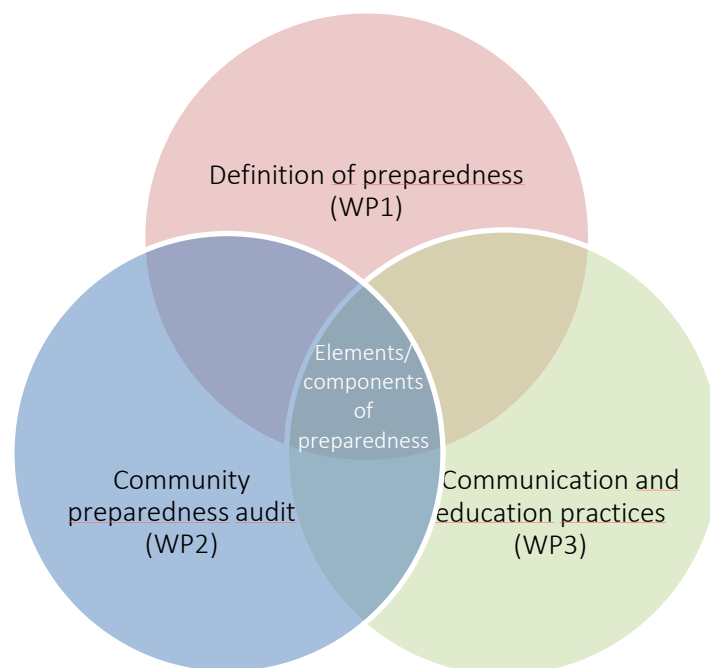 Definition of preparedness
(WP1)
Elements/
components
of
preparedness
Community
preparedness audit
(WP2)
Communication and
education practices
(WP3)